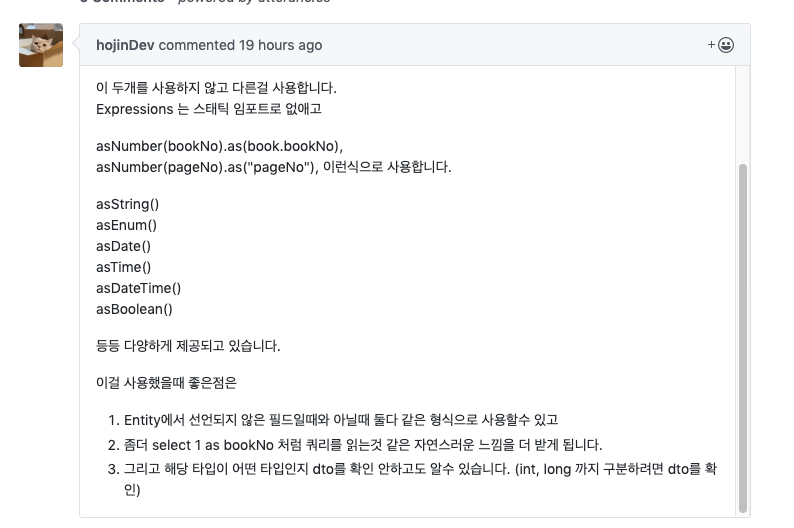 hojinDev commented 19 hours ago
이 두개를 사용하지 않고 다른걸 사용합니다.
Expressions 는 스태틱 임포트로 없애고
asNumber(bookNo).as(book.bookNo),
asNumber(pageNo).as("pageNo"), 이런식으로 사용합니다.
asString()
asEnum()
asDate()
asTime()
asDateTime()
asBoolean()
등등 다양하게 제공되고 있습니다.
이걸 사용했을때 좋은점은
1. Entity에서 선언되지 않은 필드일때와 아닐때 둘다 같은 형식으로 사용할수 있고
2. 좀더 select 1 as bookNo 처럼 쿼리를 읽는것 같은 자연스러운 느낌을 더 받게 됩니다.
3. 그리고 해당 타입이 어떤 타입인지 dto를 확인 안하고도 알수 있습니다. (int, long 까지 구분하려면 dto를 확
인)